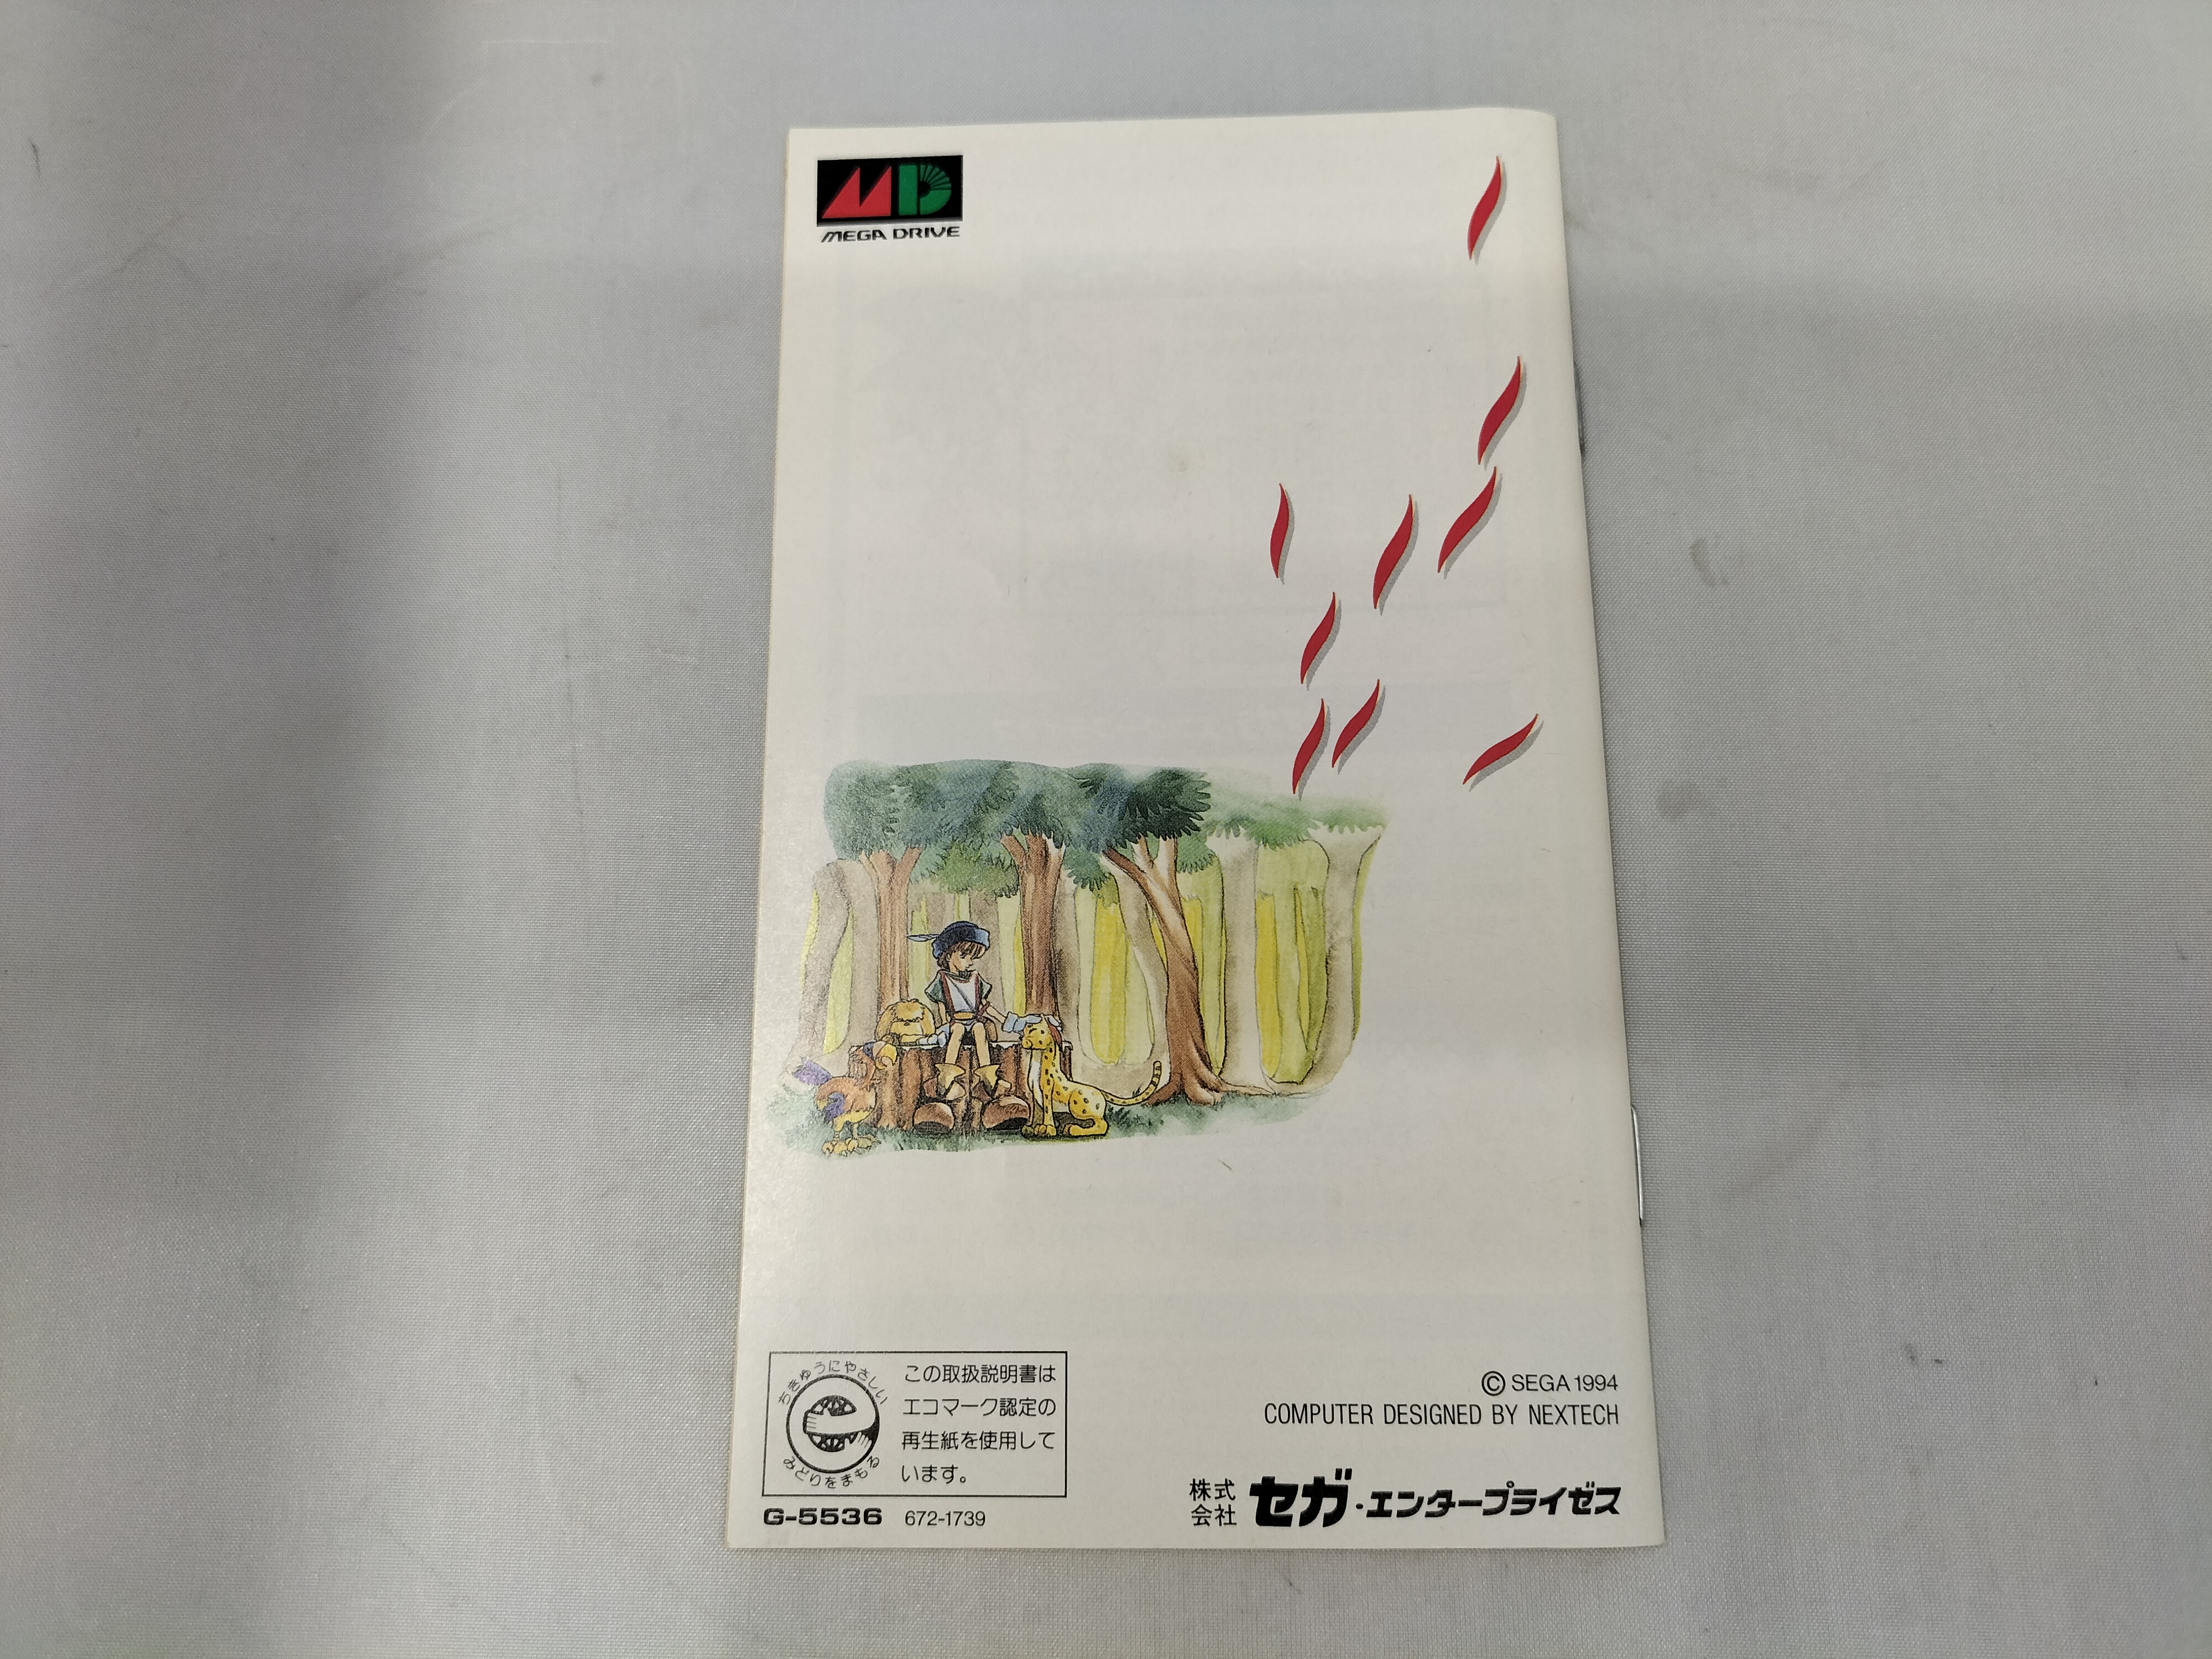 MD
MEGA DRIVE
ちきゅうにやさしい
みどりをまもる
この取扱説明書は
エコマーク認定の
再生紙を使用して
います。
G-5536 672-1739
© SEGA 1994
COMPUTER DESIGNED BY NEXTECH
株式会社 セガ・エンタープライゼス